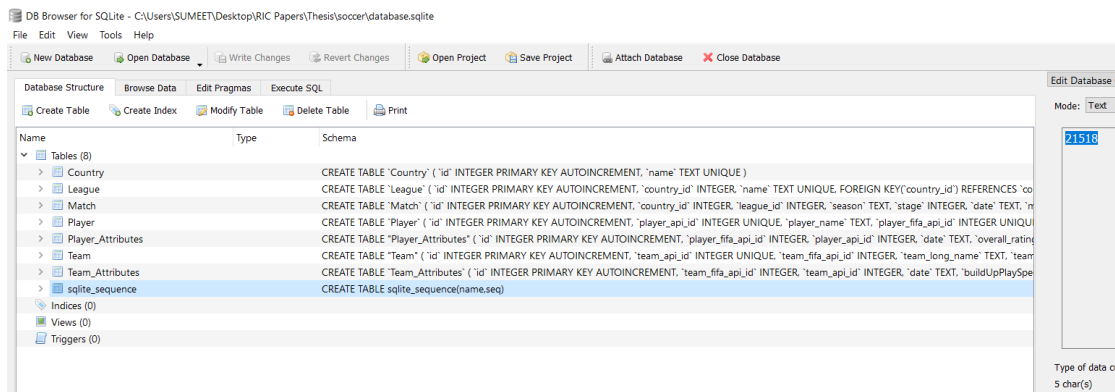 DB Browser for SQLite - C:\Users\SUMEET\Desktop\RIC Papers\Thesis\soccer\database.sqlite
File Edit View Tools Help
New Database Open Database Write Changes Revert Changes Open Project Save Project Attach Database Close Database
Database Structure Browse Data Edit Pragmas Execute SQL
Edit Database
Create Table Create Index Modify Table Delete Table Print
Mode: Text
Name Type Schema
21518
Tables (8)
Country CREATE TABLE `Country` ( `id` INTEGER PRIMARY KEY AUTOINCREMENT, `name` TEXT UNIQUE )
League CREATE TABLE `League` ( `id` INTEGER PRIMARY KEY AUTOINCREMENT, `country_id` INTEGER, `name` TEXT UNIQUE, FOREIGN KEY(`country_id`) REFERENCES `co
Match CREATE TABLE `Match` ( `id` INTEGER PRIMARY KEY AUTOINCREMENT, `country_id` INTEGER, `league_id` INTEGER, `season` TEXT, `stage` INTEGER, `date` TEXT, `m
Player CREATE TABLE `Player` ( `id` INTEGER PRIMARY KEY AUTOINCREMENT, `player_api_id` INTEGER UNIQUE, `player_name` TEXT, `player_fifa_api_id` INTEGER UNIQU
Player_Attributes CREATE TABLE "Player_Attributes" ( `id` INTEGER PRIMARY KEY AUTOINCREMENT, `player_fifa_api_id` INTEGER, `player_api_id` INTEGER, `date` TEXT, `overall_rating
Team CREATE TABLE "Team" ( `id` INTEGER PRIMARY KEY AUTOINCREMENT, `team_api_id` INTEGER UNIQUE, `team_fifa_api_id` INTEGER, `team_long_name` TEXT, `team
Team_Attributes CREATE TABLE `Team_Attributes` ( `id` INTEGER PRIMARY KEY AUTOINCREMENT, `team_fifa_api_id` INTEGER, `team_api_id` INTEGER, `date` TEXT, `buildUpPlaySpe
sqlite_sequence CREATE TABLE sqlite_sequence(name,seq)
Indices (0)
Views (0)
Triggers (0)
Type of data c
5 char(s)